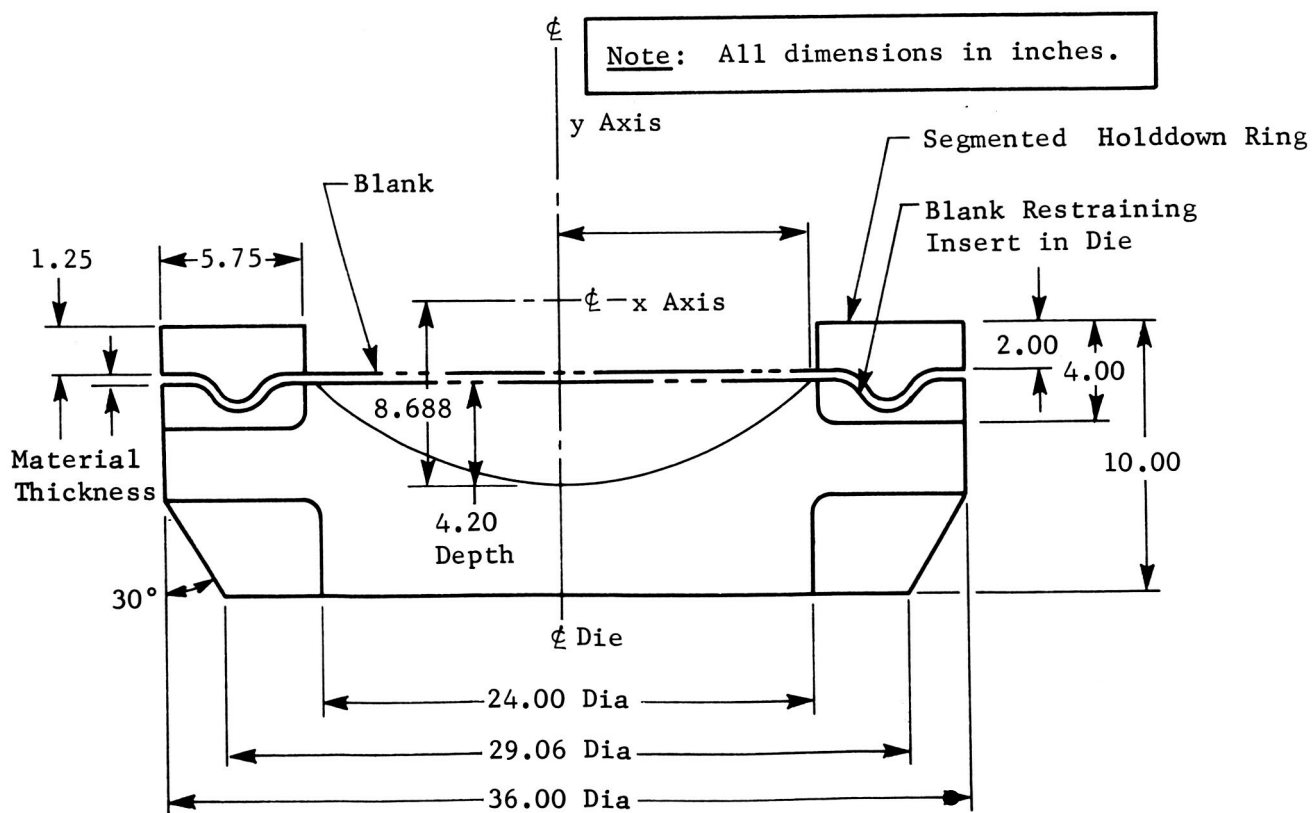 ℄
Note: All dimensions in inches.
y Axis
Segmented Holddown Ring
Blank
Blank Restraining
Insert in Die
1.25
5.75
℄ x Axis
2.00
4.00
8.688
10.00
Material
Thickness
4.20
Depth
30°
℄ Die
24.00 Dia
29.06 Dia
36.00 Dia